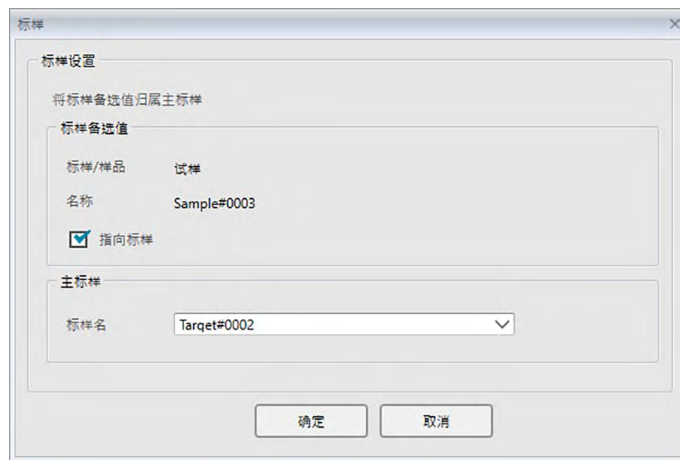 标样
标样设置
将标样备选值归属主标样
标样备选值
标样/样品 试样
名称 Sample#0003
指向标样
主标样
标样名 Target#0002
确定 取消